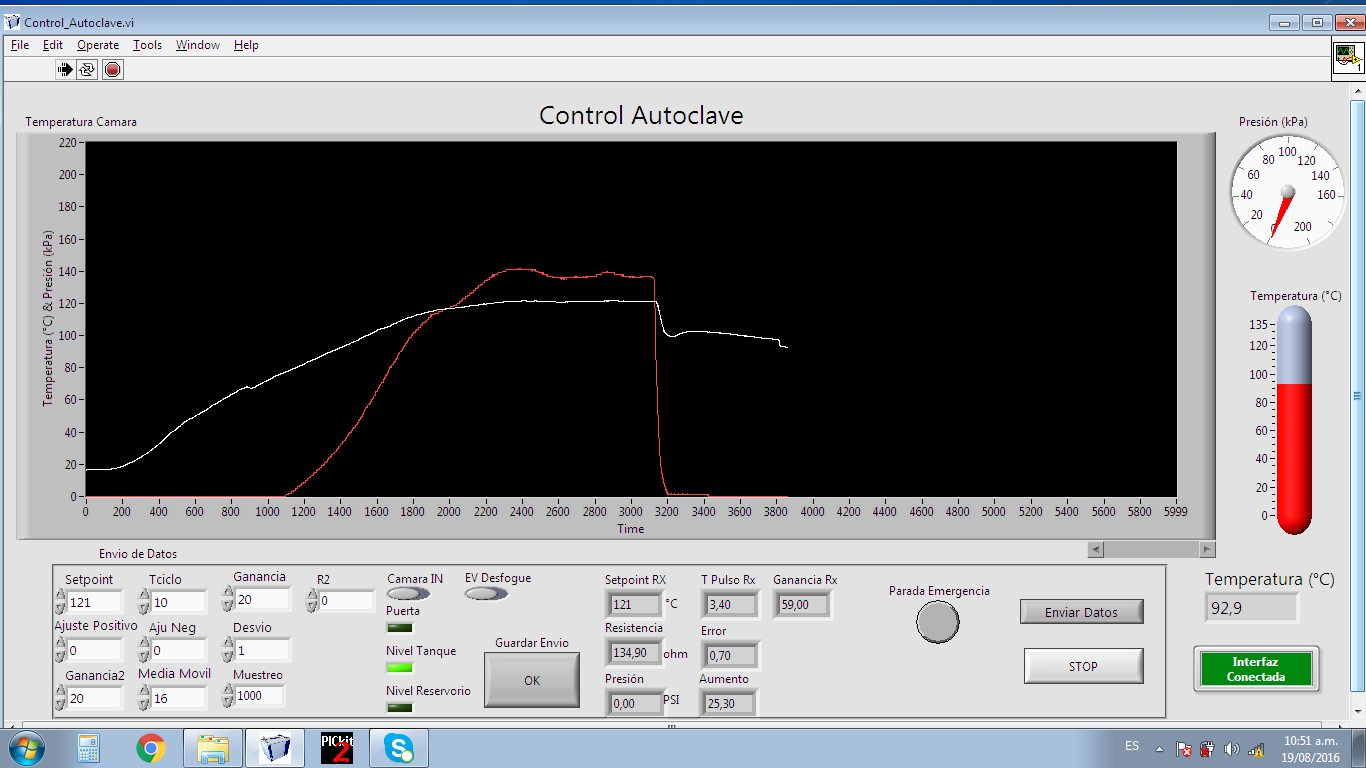 Control_Autoclave.vi
File Edit Operate Tools Window Help
1
Control Autoclave
Temperatura Camara
Temperatura (°C) & Presión (kPa)
220
200
180
160
140
120
100
80
60
40
20
0
0 200 400 600 800 1000 1200 1400 1600 1800 2000 2200 2400 2600 2800 3000 3200 3400 3600 3800 4000 4200 4400 4600 4800 5000 5200 5400 5600 5800 5999
Time
Presión (kPa)
0 20 40 60 80 100 120 140 160 200
Temperatura (°C)
135
120
100
80
60
40
20
0
Temperatura (°C)
92,9
Interfaz
Conectada
Envio de Datos
Setpoint Tciclo Ganancia R2
121 10 20 0
Ajuste Positivo Aju Neg Desvio
0 0 1
Ganancia2 Media Movil Muestreo
20 16 1000
Camara IN EV Desfogue
Puerta
Nivel Tanque
Nivel Reservorio
Guardar Envio
OK
Setpoint RX T Pulso Rx Ganancia Rx
121 °C 3,40 59,00
Resistencia Error
134,90 ohm 0,70
Presión Aumento
0,00 PSI 25,30
Parada Emergencia
Enviar Datos
STOP
PICkit
2
ES
10:51 a.m.
19/08/2016